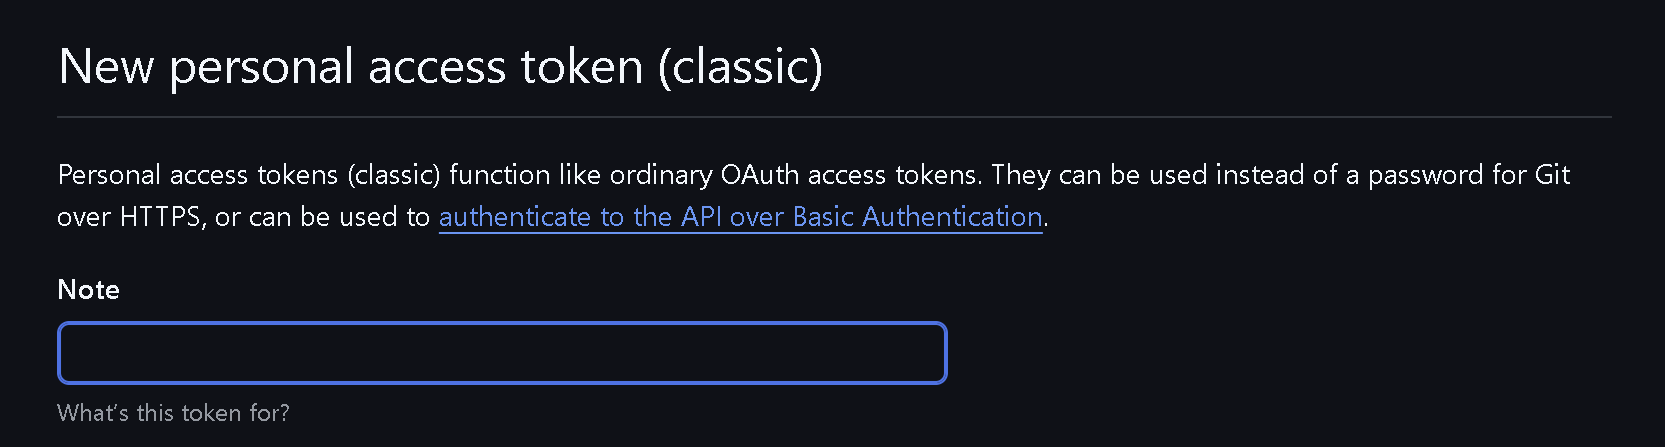 New personal access token (classic)
Personal access tokens (classic) function like ordinary OAuth access tokens. They can be used instead of a password for Git
over HTTPS, or can be used to authenticate to the API over Basic Authentication.
Note
What's this token for?